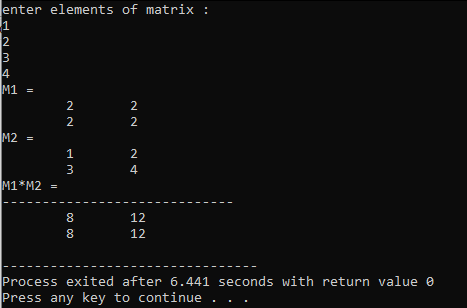 enter elements of matrix :
1
2
3
4
M1 =
        2       2
        2       2
M2 =
        1       2
        3       4
M1*M2 =
-----------------------------
        8       12
        8       12

--------------------------------
Process exited after 6.441 seconds with return value 0
Press any key to continue . . .